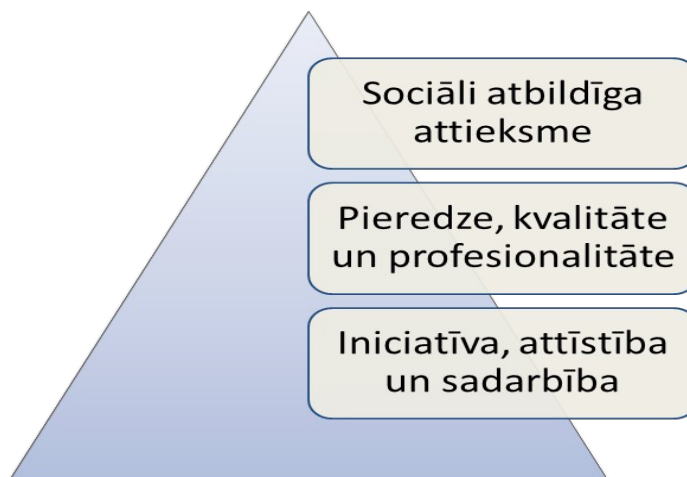 Sociāli atbildīga
attieksme
Pieredze, kvalitāte
un profesionalitāte
Iniciatīva, attīstība
un sadarbība